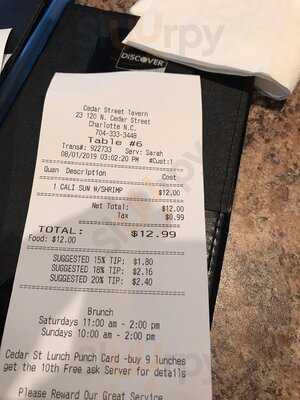 DISCOVER
Cedar Street Tavern
23 120 N. Cedar Street
Charlotte N.C.
704-333-3448
Table #6
Trans#: 922733 Serv: Sarah
08/01/2019 03:02:20 PM #Cust:1
Quan Description Cost
1 CALI SUN W/SHRIMP $12.00
Net Total: $12.00
Tax $0.99
TOTAL: $12.99
Food: $12.00
SUGGESTED 15% TIP: $1.80
SUGGESTED 18% TIP: $2.16
SUGGESTED 20% TIP: $2.40
Brunch
Saturdays 11:00 am - 2:00 pm
Sundays 10:00 am - 2:00 pm
Cedar St Lunch Punch Card -buy 9 lunches
get the 10th Free ask Server for details
Please Reward Our Great Service